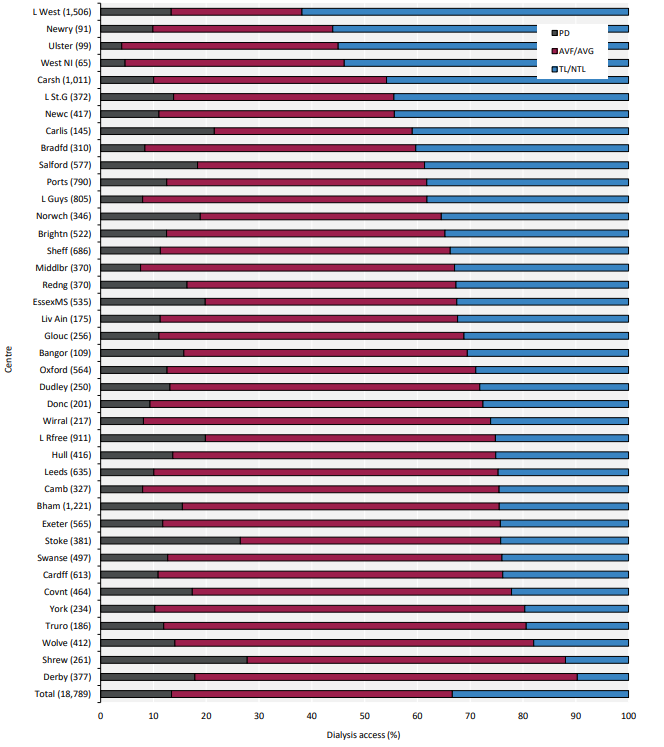 L West (1,506)
Newry (91)
Ulster (99)
West NI (65)
Carsh (1,011)
L St.G (372)
Newc (417)
Carlis (145)
Bradfd (310)
Salford (577)
Ports (790)
L Guys (805)
Norwch (346)
Brightn (522)
Sheff (686)
Middlbr (370)
Redng (370)
EssexMS (535)
Liv Ain (175)
Glouc (256)
Bangor (109)
Oxford (564)
Dudley (250)
Donc (201)
Wirral (217)
L Rfree (911)
Hull (416)
Leeds (635)
Camb (327)
Bham (1,221)
Exeter (565)
Stoke (381)
Swanse (497)
Cardff (613)
Covnt (464)
York (234)
Truro (186)
Wolve (412)
Shrew (261)
Derby (377)
Total (18,789)
Centre
PD
AVF/AVG
TL/NTL
0 10 20 30 40 50 60 70 80 90 100
Dialysis access (%)